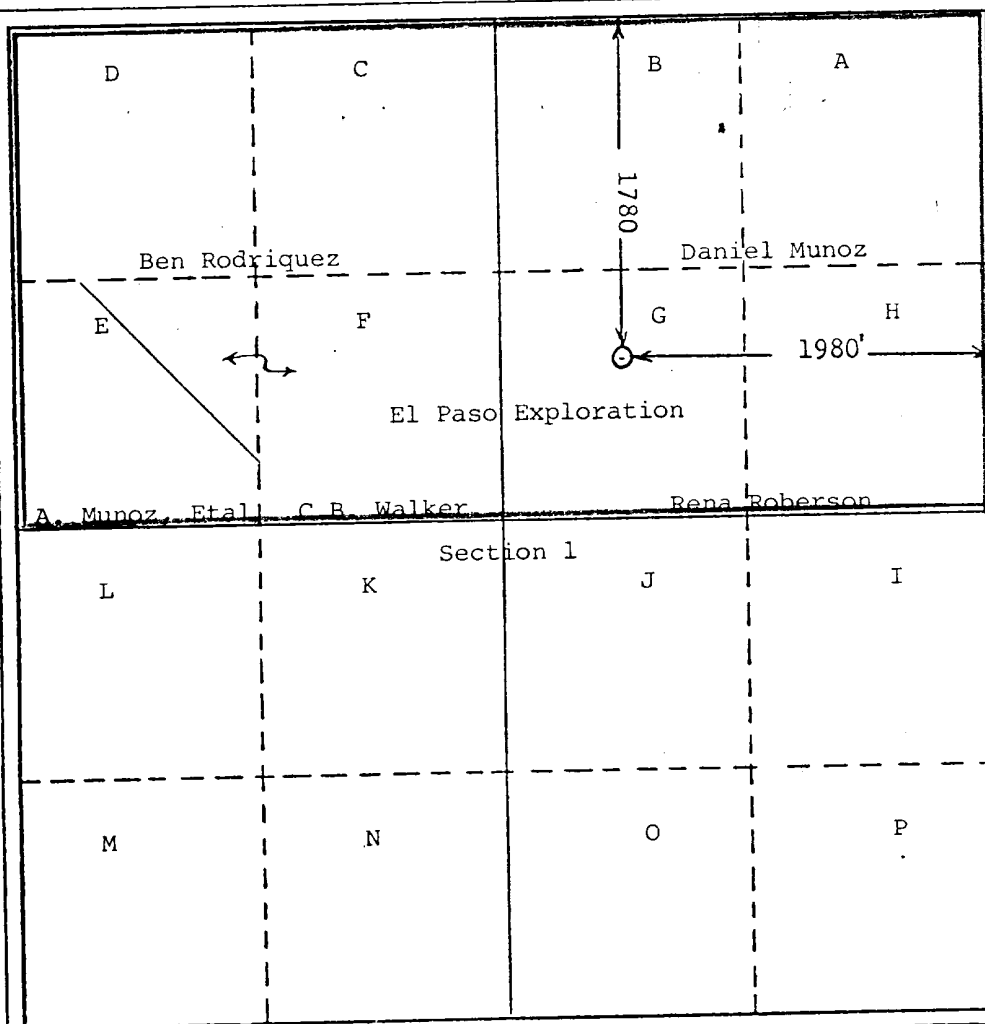 D C B A
1780
Ben Rodriquez Daniel Munoz
E F G H
1980'
El Paso Exploration
A. Munoz, Etal C.B. Walker Rena Roberson
Section 1
L K J I
M N O P